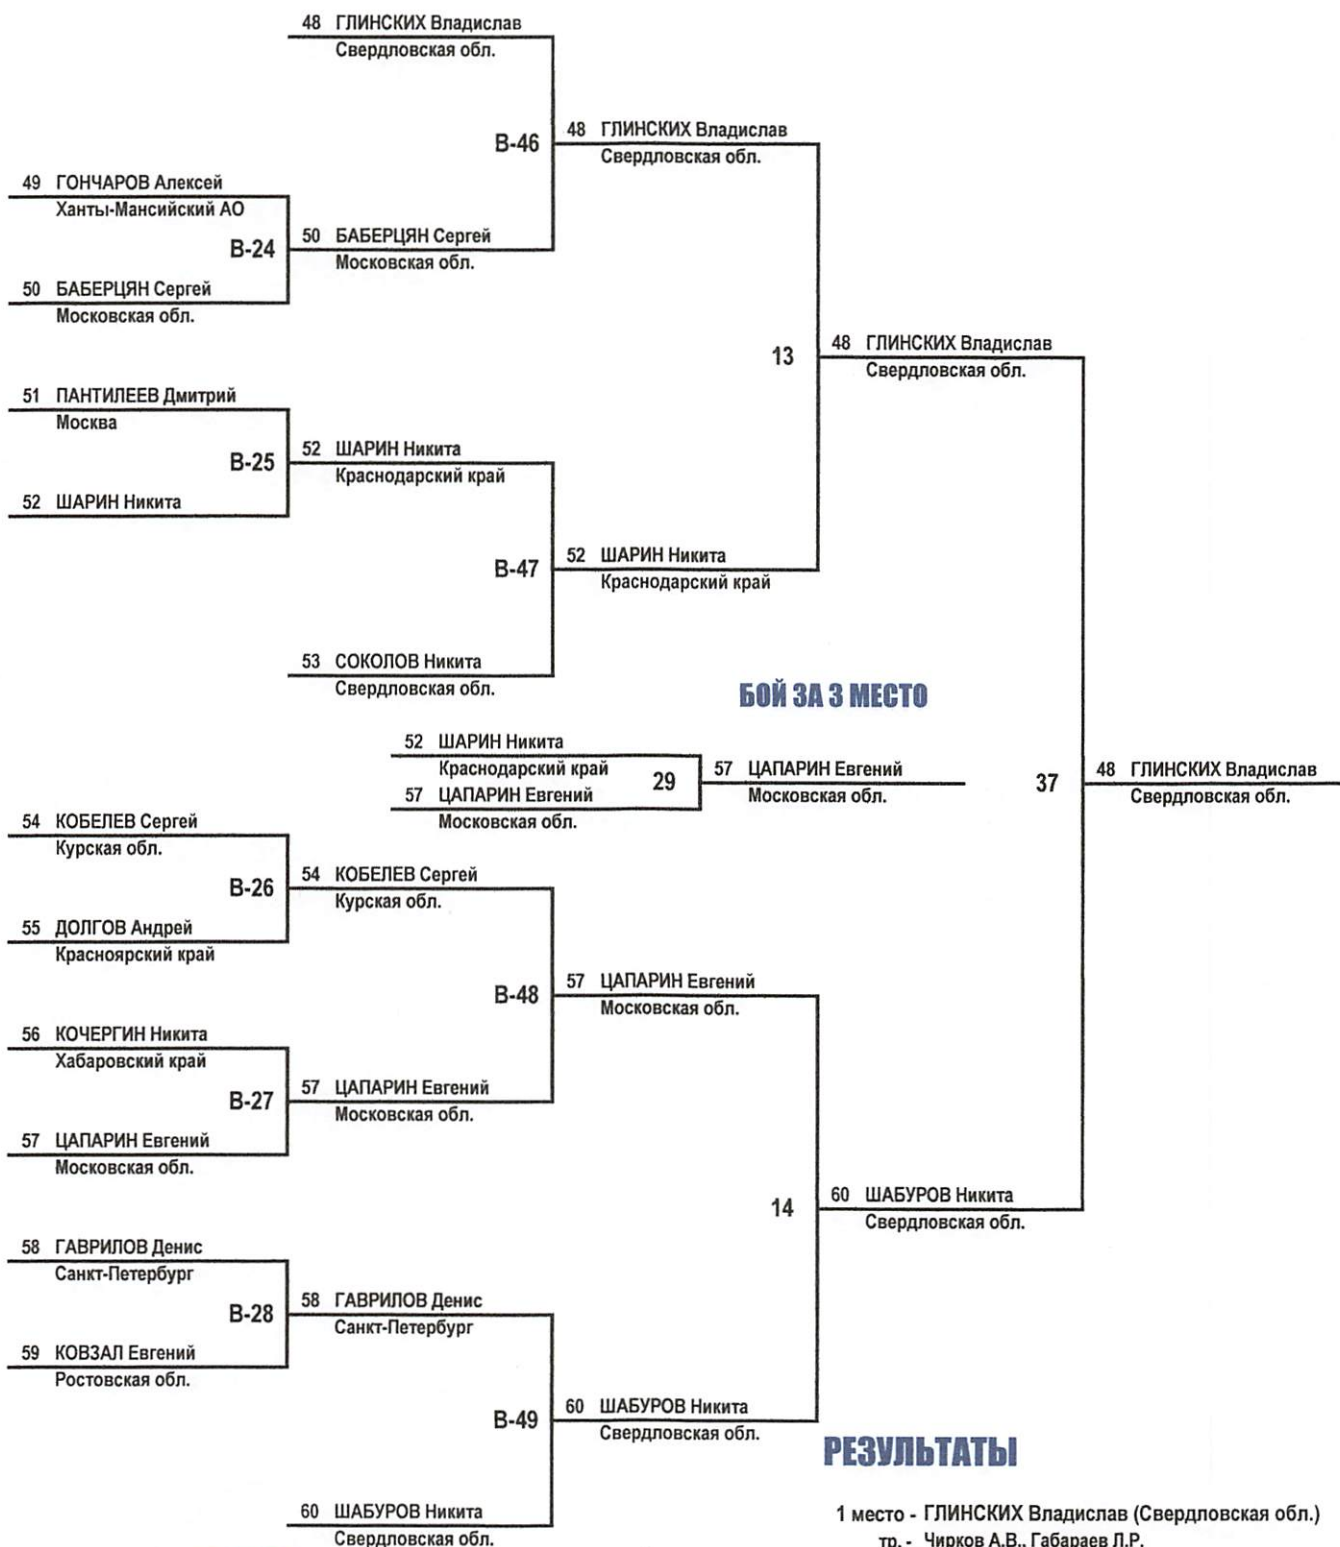 48 ГЛИНСКИХ Владислав
Свердловская обл.
В-46
48 ГЛИНСКИХ Владислав
Свердловская обл.
49 ГОНЧАРОВ Алексей
Ханты-Мансийский АО
В-24
50 БАБЕРЦЯН Сергей
Московская обл.
50 БАБЕРЦЯН Сергей
Московская обл.
13
48 ГЛИНСКИХ Владислав
Свердловская обл.
51 ПАНТИЛЕЕВ Дмитрий
Москва
В-25
52 ШАРИН Никита
Краснодарский край
52 ШАРИН Никита
В-47
52 ШАРИН Никита
Краснодарский край
53 СОКОЛОВ Никита
Свердловская обл.
БОЙ ЗА 3 МЕСТО
52 ШАРИН Никита
Краснодарский край
29
57 ЦАПАРИН Евгений
Московская обл.
57 ЦАПАРИН Евгений
Московская обл.
37
48 ГЛИНСКИХ Владислав
Свердловская обл.
54 КОБЕЛЕВ Сергей
Курская обл.
В-26
54 КОБЕЛЕВ Сергей
Курская обл.
55 ДОЛГОВ Андрей
Красноярский край
В-48
57 ЦАПАРИН Евгений
Московская обл.
56 КОЧЕРГИН Никита
Хабаровский край
В-27
57 ЦАПАРИН Евгений
Московская обл.
57 ЦАПАРИН Евгений
Московская обл.
14
60 ШАБУРОВ Никита
Свердловская обл.
58 ГАВРИЛОВ Денис
Санкт-Петербург
В-28
58 ГАВРИЛОВ Денис
Санкт-Петербург
59 КОВЗАЛ Евгений
Ростовская обл.
В-49
60 ШАБУРОВ Никита
Свердловская обл.
60 ШАБУРОВ Никита
Свердловская обл.
РЕЗУЛЬТАТЫ
1 место - ГЛИНСКИХ Владислав (Свердловская обл.)
тр. - Чирков А.В., Габараев Л.Р.